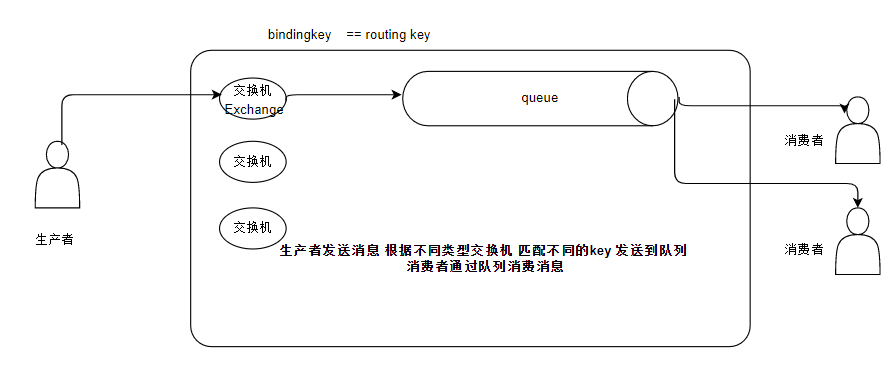 bindingkey == routing key
交换机
Exchange
queue
消费者
交换机
生产者
交换机
消费者
生产者发送消息 根据不同类型交换机 匹配不同的key 发送到队列
消费者通过队列消费消息